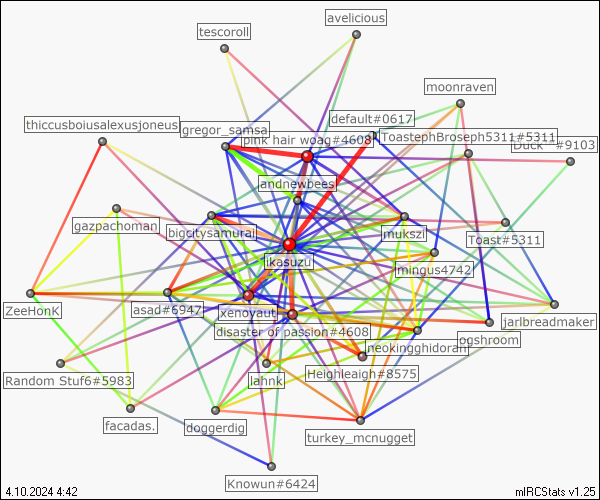 avelicious
tescoroll
moonraven
default#0617
thiccusboiusalexusjoneus
gregor_samsa
pink hair woag#4608
ToastephBroseph5311#5311
#9103
andnewbees
gazpachoman
bigcitysamurai
mukszi
Toast#5311
ikasuzu
mingus4742
ZeeHonK
asad#6947
xenoyaut
jarlbreadmaker
disaster of passion#4608
ogshroom
neokingghidorah
Random Stuf6#5983
lahnk
Heighleaigh#8575
facadas.
doggerdig
turkey_mcnugget
Knowun#6424
4.10.2024 4:42
mIRCStats v1.25